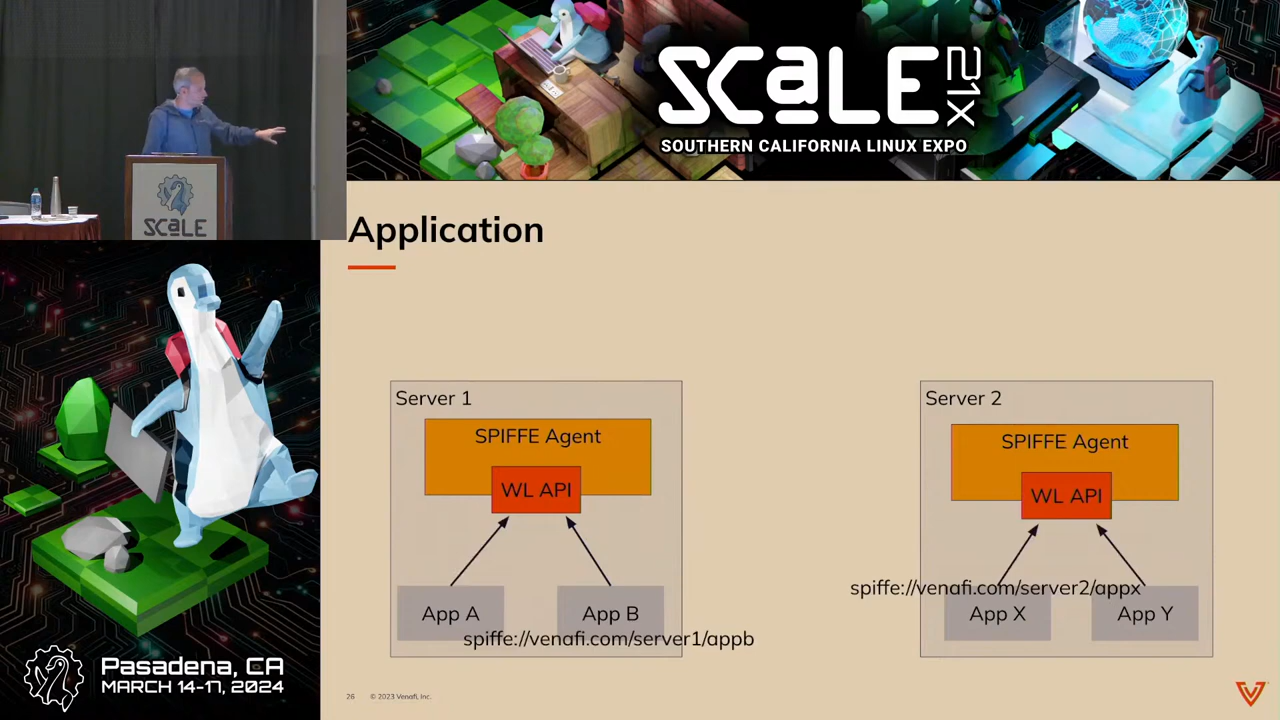 SCaLE 21X
SOUTHERN CALIFORNIA LINUX EXPO
SCaLE
Application
Server 1
SPIFFE Agent
WL API
App A
App B
spiffe://venafi.com/server1/appb
Server 2
SPIFFE Agent
WL API
spiffe://venafi.com/server2/appx
App X
App Y
Pasadena, CA
MARCH 14-17, 2024
26
© 2023 Venafi, Inc.